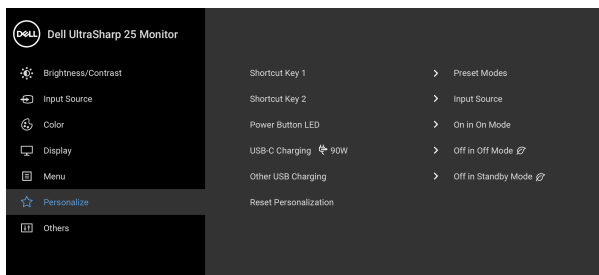 DELL
Dell UltraSharp 25 Monitor
Brightness/Contrast
Input Source
Color
Display
Menu
Personalize
Others
Shortcut Key 1 > Preset Modes
Shortcut Key 2 > Input Source
Power Button LED > On in On Mode
USB-C Charging 90W > Off in Off Mode
Other USB Charging > Off in Standby Mode
Reset Personalization